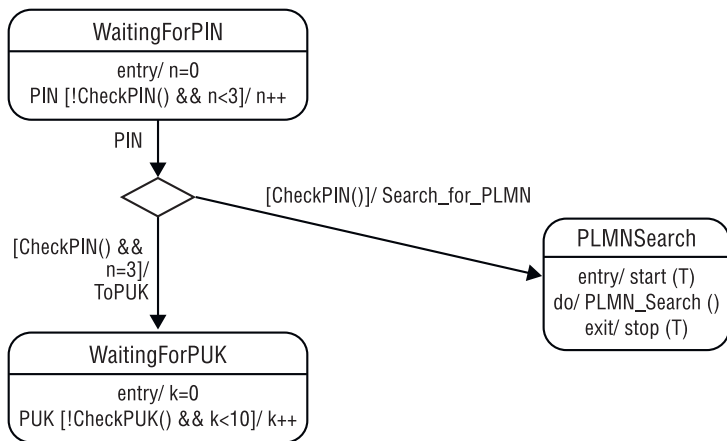 WaitingForPIN
entry/ n=0
PIN [!CheckPIN() && n<3]/ n++
PIN
[CheckPIN()]/ Search_for_PLMN
[CheckPIN() &&
n=3]/
ToPUK
PLMNSearch
entry/ start (T)
do/ PLMN_Search ()
exit/ stop (T)
WaitingForPUK
entry/ k=0
PUK [!CheckPUK() && k<10]/ k++